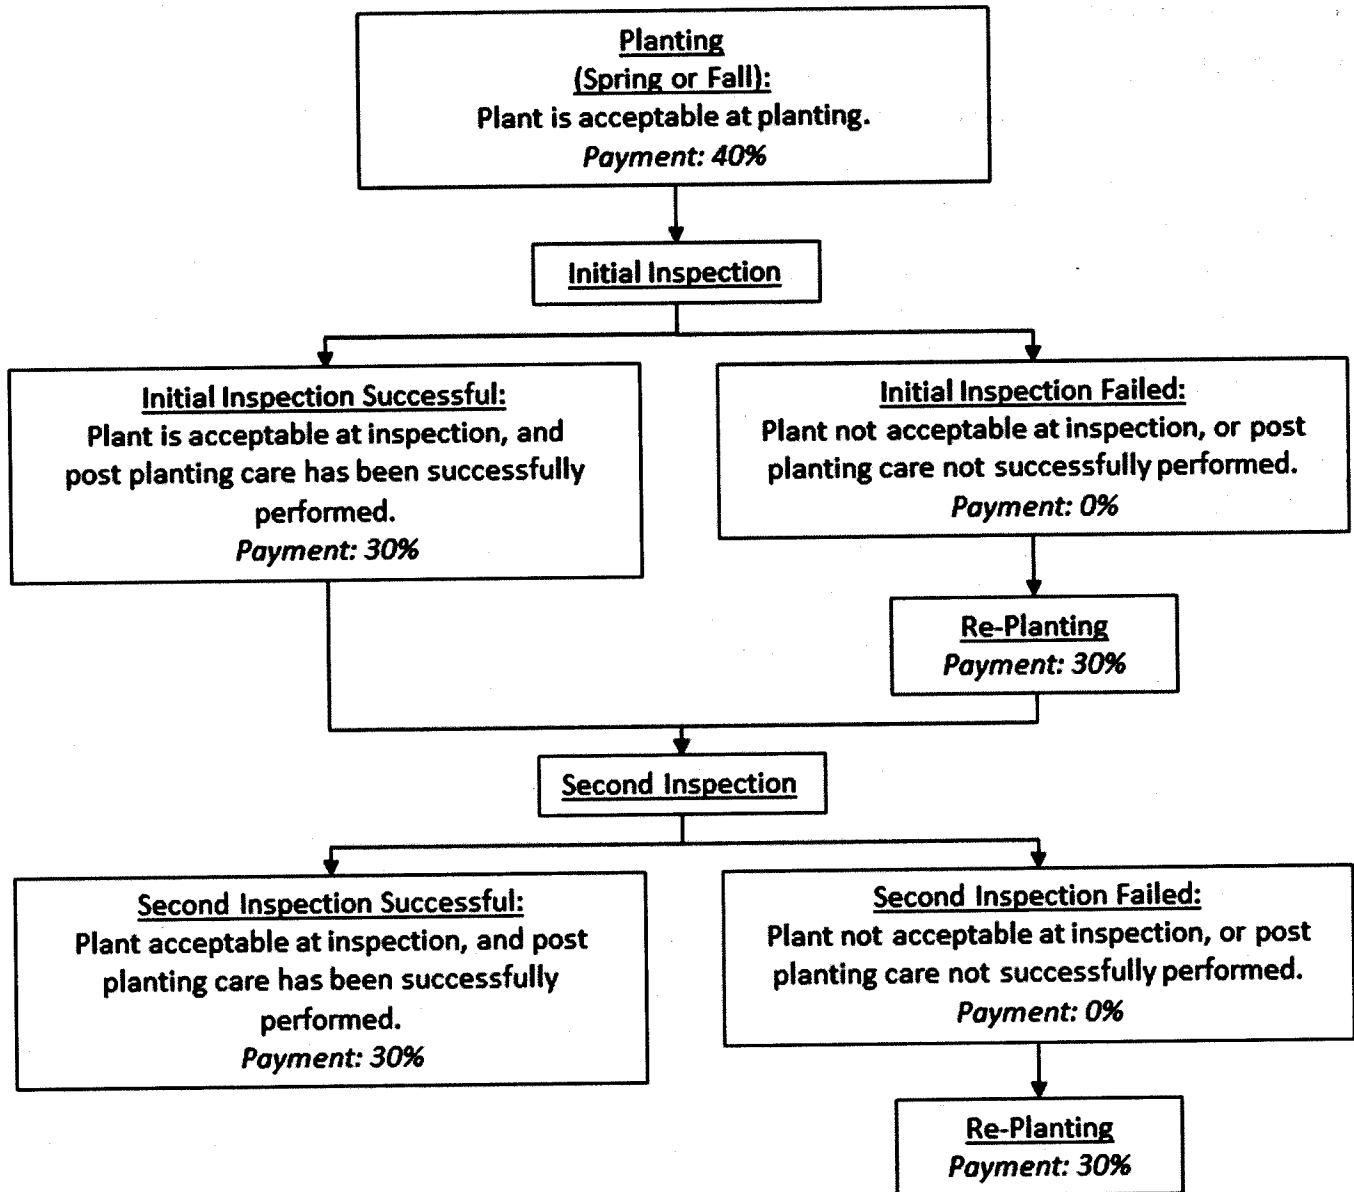 Planting
(Spring or Fall):
Plant is acceptable at planting.
Payment: 40%
Initial Inspection
Initial Inspection Successful:
Plant is acceptable at inspection, and
post planting care has been successfully
performed.
Payment: 30%
Initial Inspection Failed:
Plant not acceptable at inspection, or post
planting care not successfully performed.
Payment: 0%
Re-Planting
Payment: 30%
Second Inspection
Second Inspection Successful:
Plant acceptable at inspection, and post
planting care has been successfully
performed.
Payment: 30%
Second Inspection Failed:
Plant not acceptable at inspection, or post
planting care not successfully performed.
Payment: 0%
Re-Planting
Payment: 30%